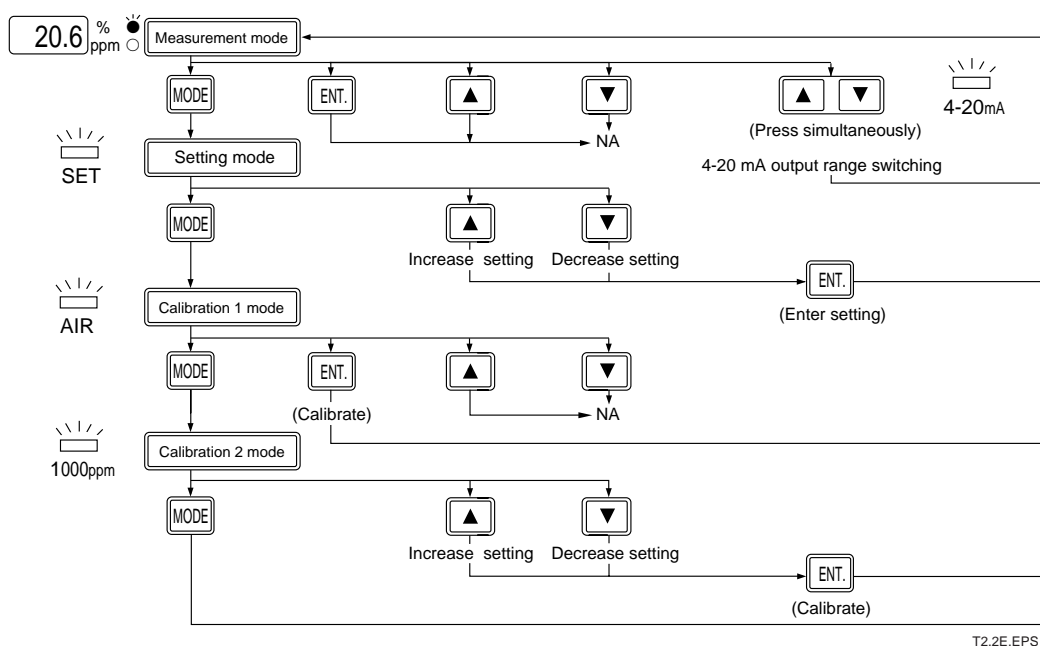 20.6 % ppm
Measurement mode
MODE ENT. ▲ ▼ ▲ ▼
4-20mA
(Press simultaneously)
NA
SET
Setting mode
4-20 mA output range switching
MODE ▲ ▼
Increase setting Decrease setting
ENT.
(Enter setting)
AIR
Calibration 1 mode
MODE ENT. ▲ ▼
(Calibrate)
NA
1000ppm
Calibration 2 mode
MODE ▲ ▼
Increase setting Decrease setting
ENT.
(Calibrate)
T2.2E.EPS